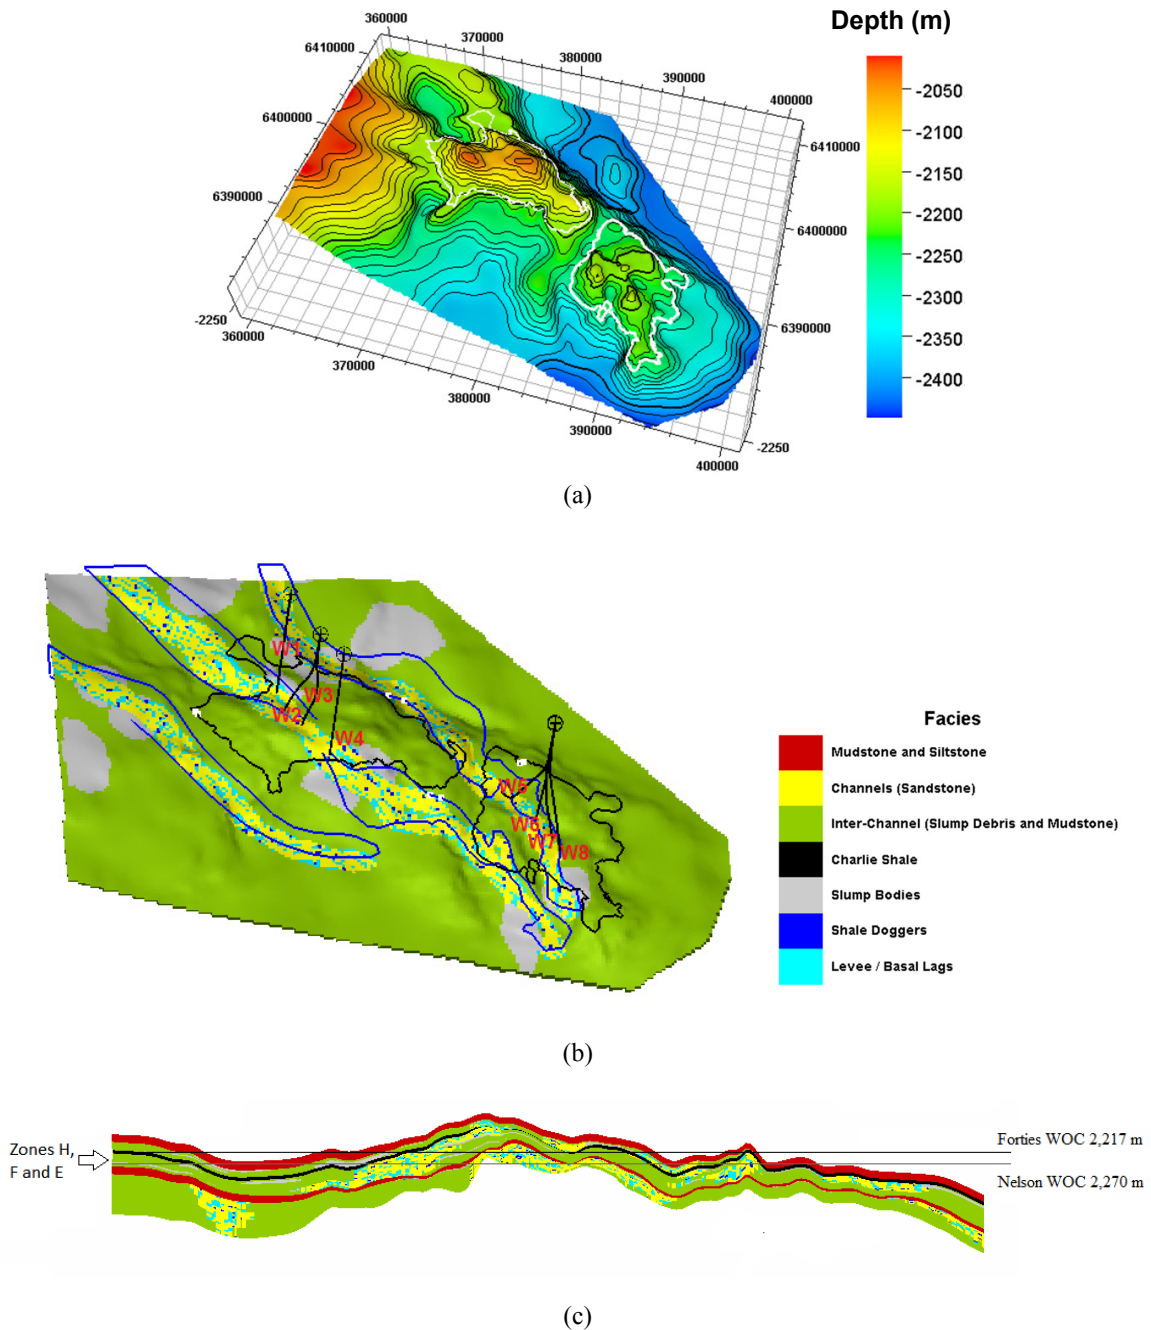 Depth (m)
360000
370000
380000
390000
400000
6410000
6400000
6390000
-2250
360000
370000
380000
390000
400000
-2250
6410000
6400000
6390000
-2050
-2100
-2150
-2200
-2250
-2300
-2350
-2400
(a)
W1
W3
W2
W4
W5
W6
W7
W8
Facies
Mudstone and Siltstone
Channels (Sandstone)
Inter-Channel (Slump Debris and Mudstone)
Charlie Shale
Slump Bodies
Shale Doggers
Levee / Basal Lags
(b)
Zones H,
F and E
Forties WOC 2,217 m
Nelson WOC 2,270 m
(c)